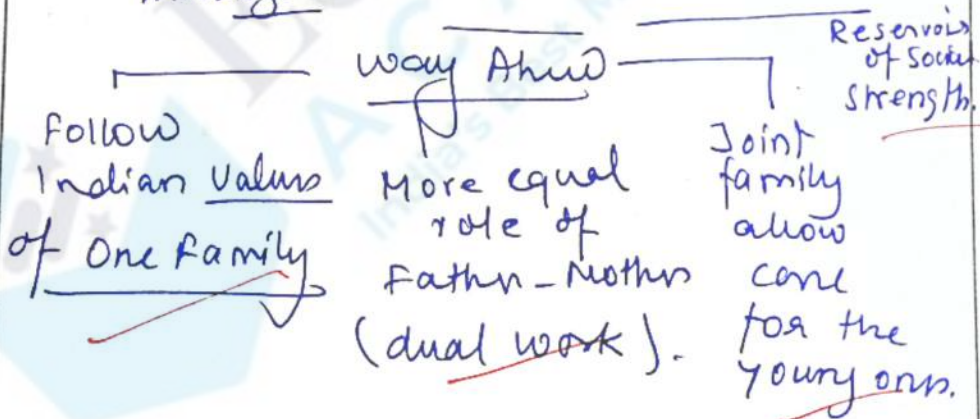 Reservoir
of Social
Strength.
Way Ahead
Follow
Indian Values
of One Family
More equal
role of
Father-Mother
(dual work).
Joint
family
allow
care
for the
young ones.